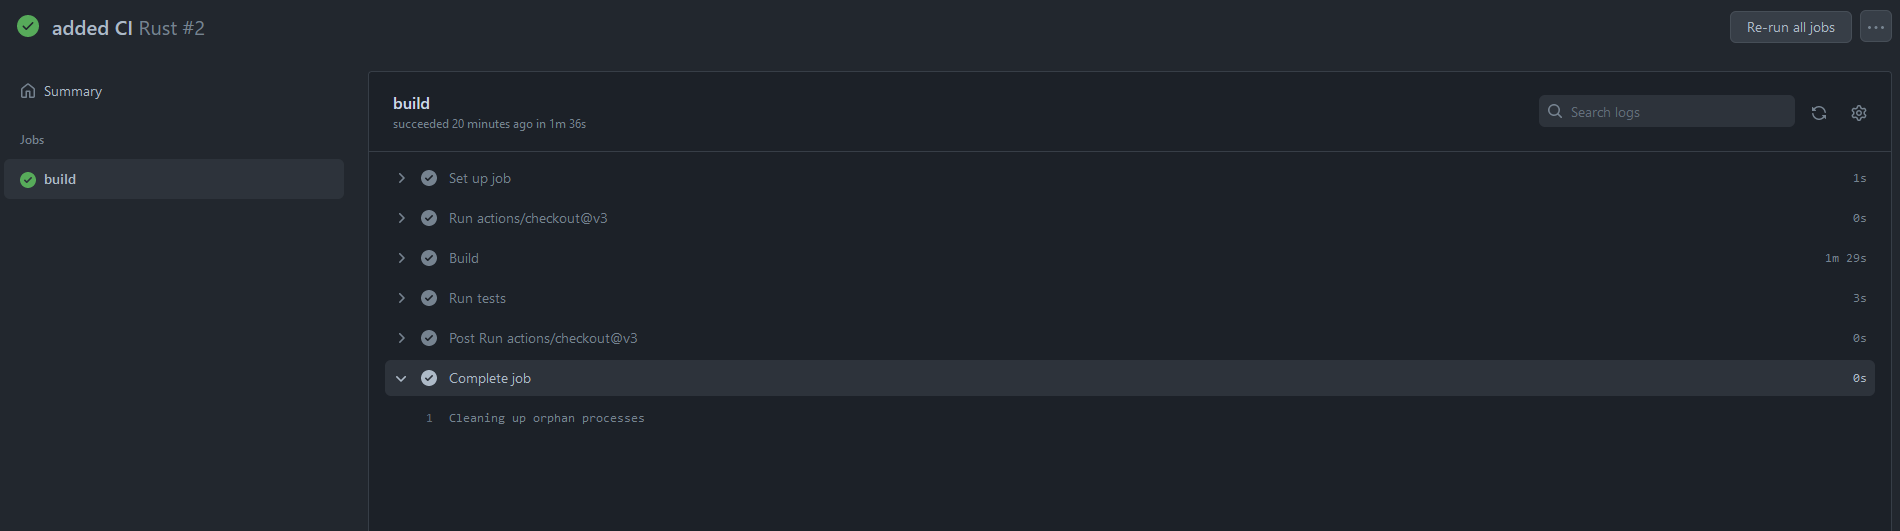 added CI Rust #2
Re-run all jobs
Summary
Jobs
build
build
succeeded 20 minutes ago in 1m 36s
Search logs
Set up job 1s
Run actions/checkout@v3 0s
Build 1m 29s
Run tests 3s
Post Run actions/checkout@v3 0s
Complete job 0s
1 Cleaning up orphan processes